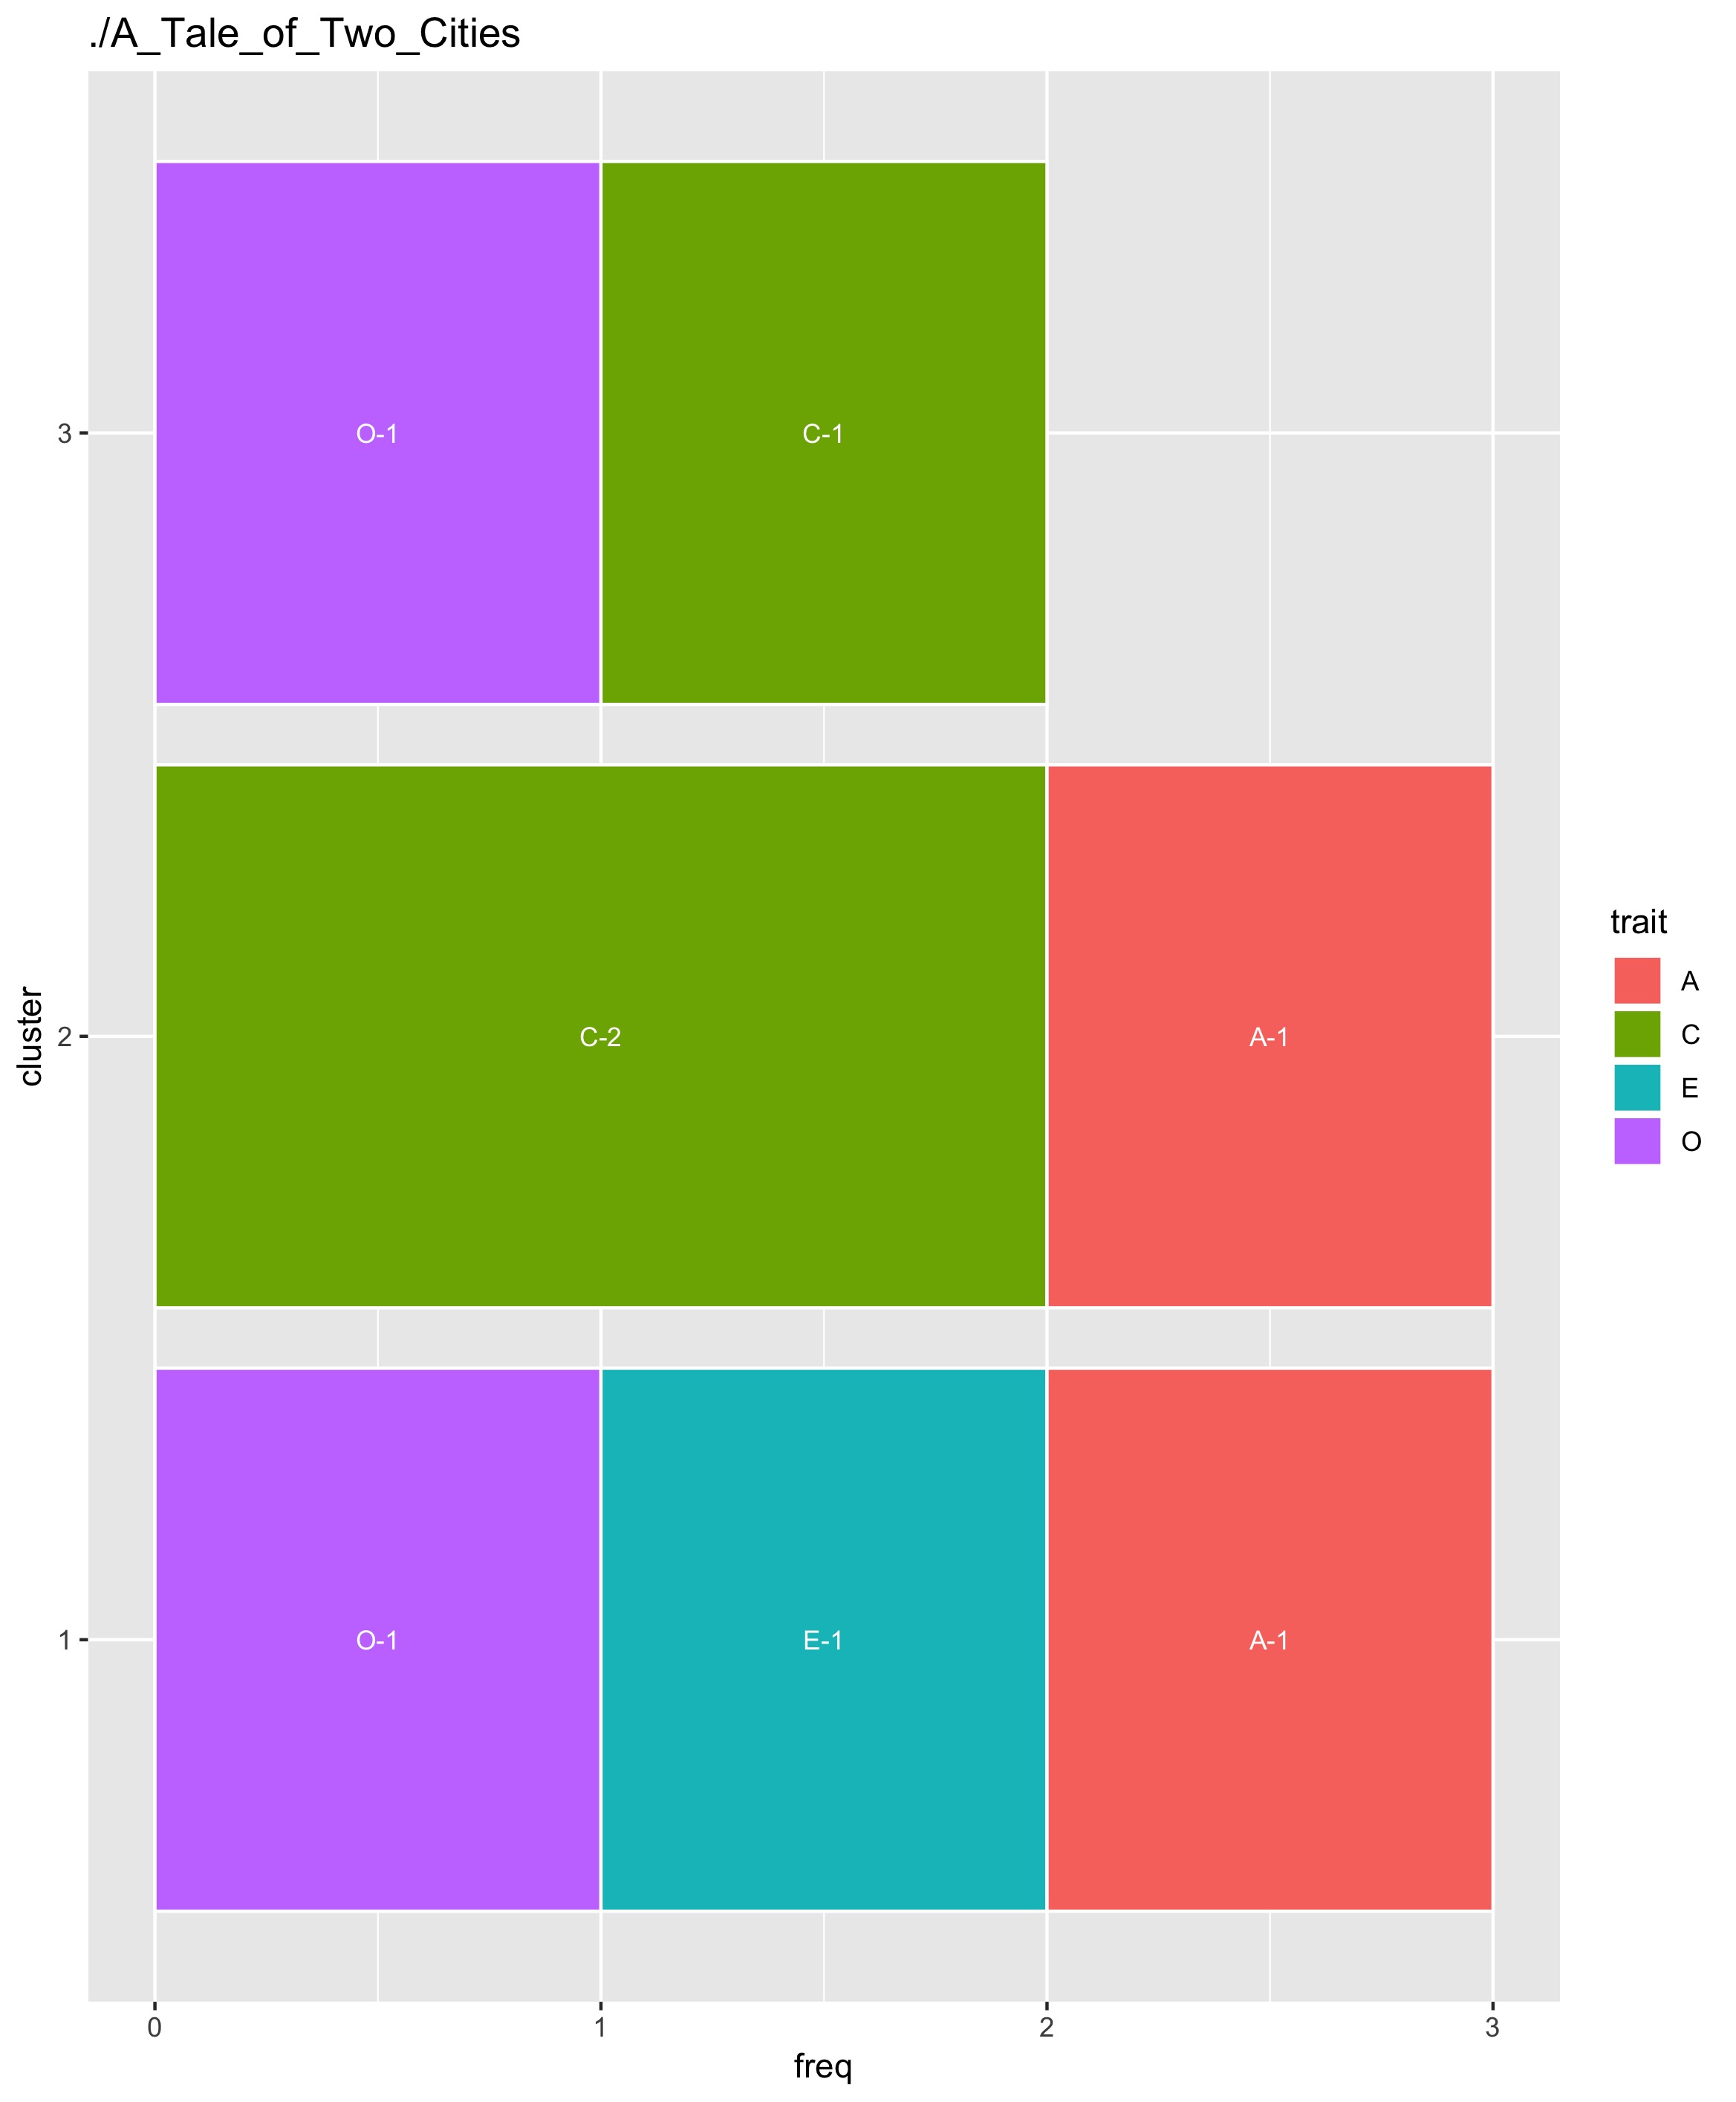 ./A_Tale_of_Two_Cities
3
O-1
C-1
cluster
2
C-2
A-1
1
O-1
E-1
A-1
0
1
2
3
freq
trait
A
C
E
O